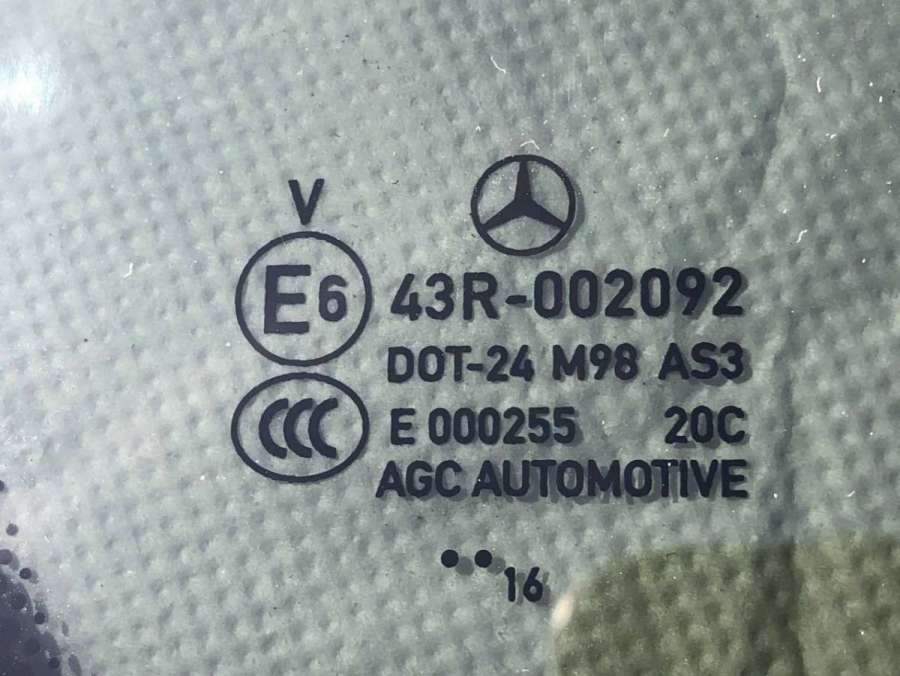 V
E6 43R-002092
DOT-24 M98 AS3
CCC E 000255 20C
AGC AUTOMOTIVE
.. 16